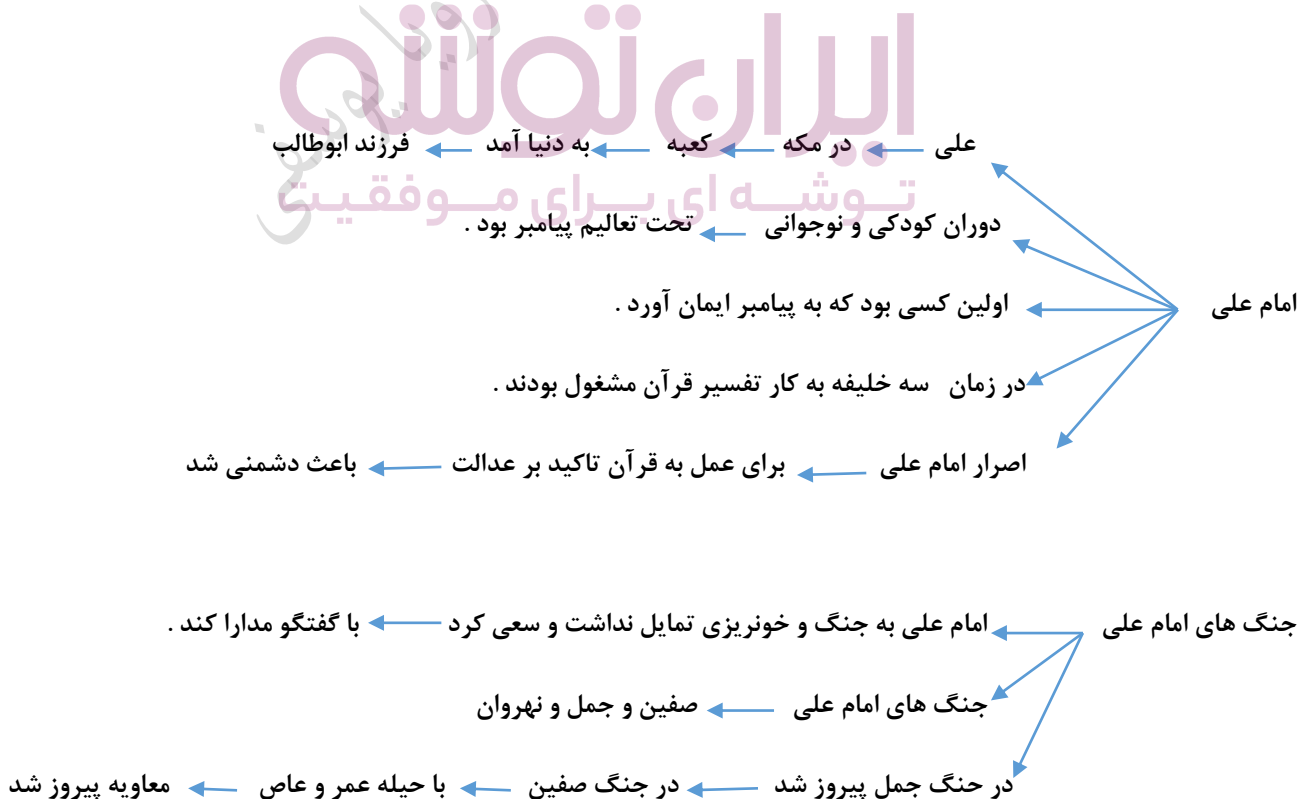 ایران توشه
توشه ای برای موفقیت
رویا یوسفی
علی در مکه کعبه به دنیا آمد فرزند ابوطالب
دوران کودکی و نوجوانی تحت تعالیم پیامبر بود .
امام علی اولین کسی بود که به پیامبر ایمان آورد .
در زمان سه خلیفه به کار تفسیر قرآن مشغول بودند .
اصرار امام علی برای عمل به قرآن تاکید بر عدالت باعث دشمنی شد
جنگ های امام علی امام علی به جنگ و خونریزی تمایل نداشت و سعی کرد با گفتگو مدارا کند .
جنگ های امام علی صفین و جمل و نهروان
در حنگ جمل پیروز شد در جنگ صفین با حیله عمر و عاص معاویه پیروز شد